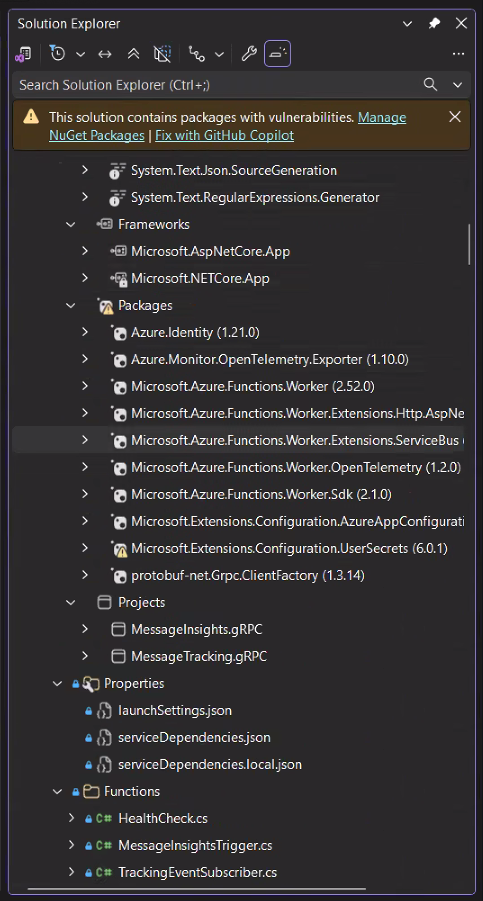 Solution Explorer
Search Solution Explorer (Ctrl+;)
This solution contains packages with vulnerabilities. Manage
NuGet Packages | Fix with GitHub Copilot
System.Text.Json.SourceGeneration
System.Text.RegularExpressions.Generator
Frameworks
Microsoft.AspNetCore.App
Microsoft.NETCore.App
Packages
Azure.Identity (1.21.0)
Azure.Monitor.OpenTelemetry.Exporter (1.10.0)
Microsoft.Azure.Functions.Worker (2.52.0)
Microsoft.Azure.Functions.Worker.Extensions.Http.AspNe
Microsoft.Azure.Functions.Worker.Extensions.ServiceBus (
Microsoft.Azure.Functions.Worker.OpenTelemetry (1.2.0)
Microsoft.Azure.Functions.Worker.Sdk (2.1.0)
Microsoft.Extensions.Configuration.AzureAppConfigurati
Microsoft.Extensions.Configuration.UserSecrets (6.0.1)
protobuf-net.Grpc.ClientFactory (1.3.14)
Projects
MessageInsights.gRPC
MessageTracking.gRPC
Properties
launchSettings.json
serviceDependencies.json
serviceDependencies.local.json
Functions
C# HealthCheck.cs
C# MessageInsightsTrigger.cs
C# TrackingEventSubscriber.cs